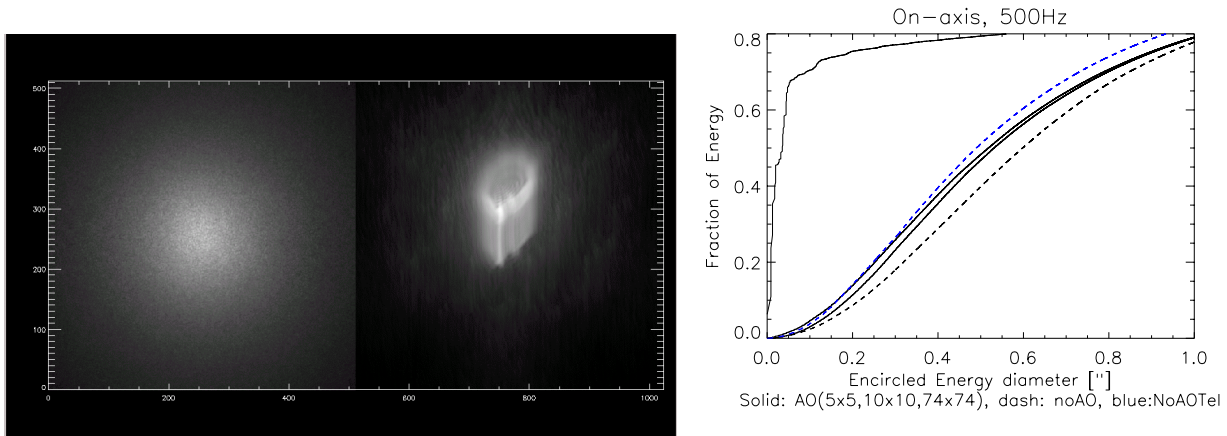 500
400
300
200
100
0
0 200 400 600 800 1000
On-axis, 500Hz
Fraction of Energy
0.8
0.6
0.4
0.2
0.0
0.0 0.2 0.4 0.6 0.8 1.0
Encircled Energy diameter ["]
Solid: AO(5x5,10x10,74x74), dash: noAO, blue:NoAOTel